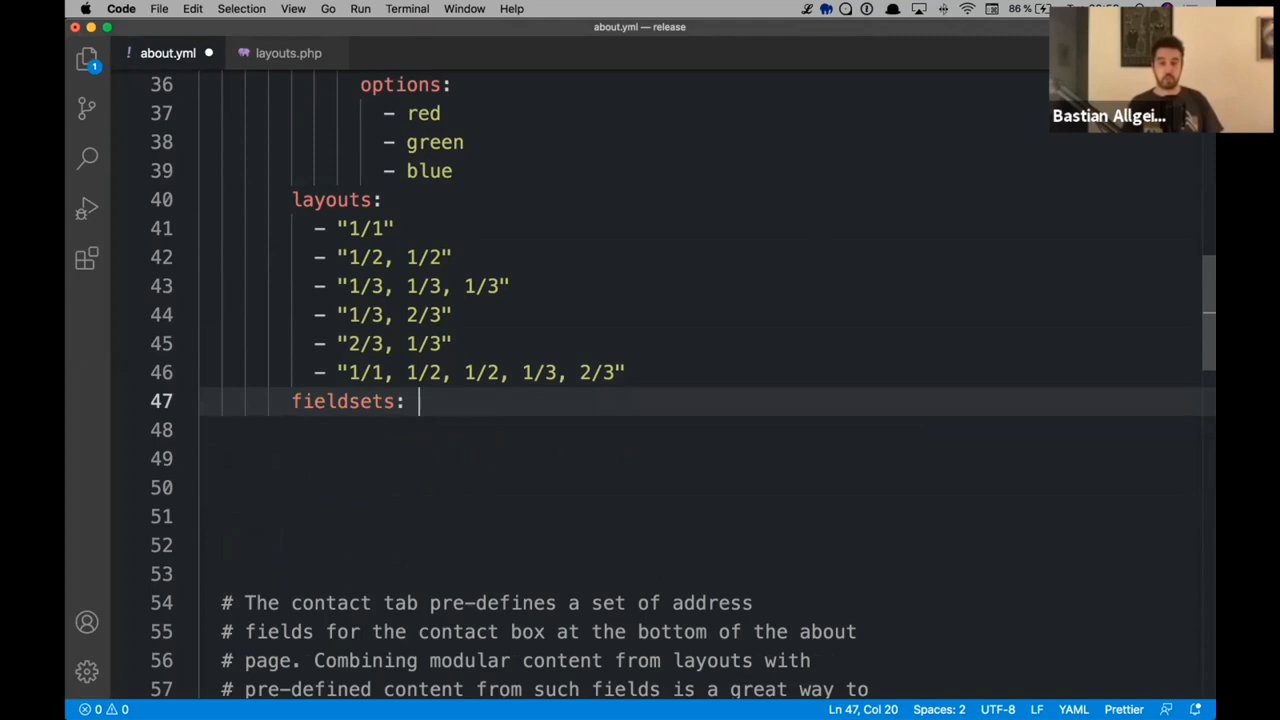 Code File Edit Selection View Go Run Terminal Window Help 86 %
about.yml — release
! about.yml layouts.php
1
36 options:
37 - red
38 - green
39 - blue
40 layouts:
41 - "1/1"
42 - "1/2, 1/2"
43 - "1/3, 1/3, 1/3"
44 - "1/3, 2/3"
45 - "2/3, 1/3"
46 - "1/1, 1/2, 1/2, 1/3, 2/3"
47 fieldsets:
48
49
50
51
52
53
54 # The contact tab pre-defines a set of address
55 # fields for the contact box at the bottom of the about
56 # page. Combining modular content from layouts with
57 # pre-defined content from such fields is a great way to
Bastian Allgei...
0 0 Ln 47, Col 20 Spaces: 2 UTF-8 LF YAML Prettier